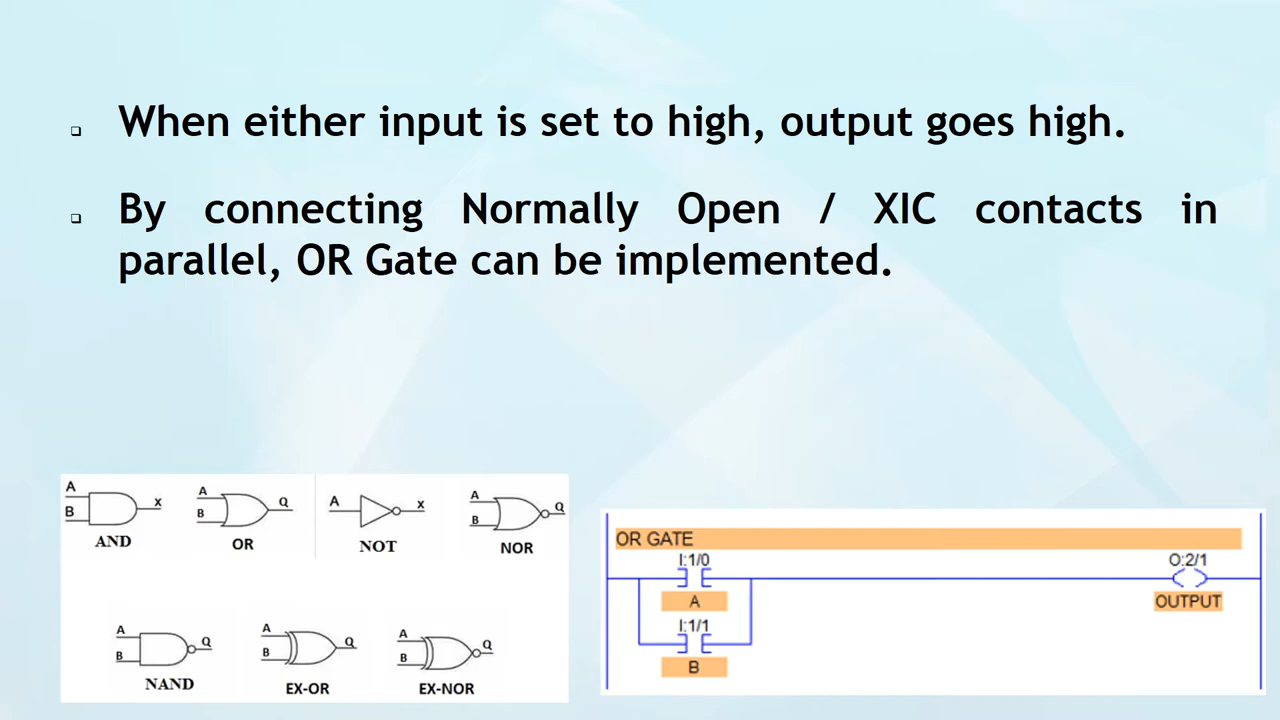 When either input is set to high, output goes high.
By connecting Normally Open / XIC contacts in
parallel, OR Gate can be implemented.
A
B
X
AND
A
B
Q
OR
A
X
NOT
A
B
Q
NOR
A
B
Q
NAND
A
B
Q
EX-OR
A
B
Q
EX-NOR
OR GATE
I:1/0
A
I:1/1
B
O:2/1
OUTPUT